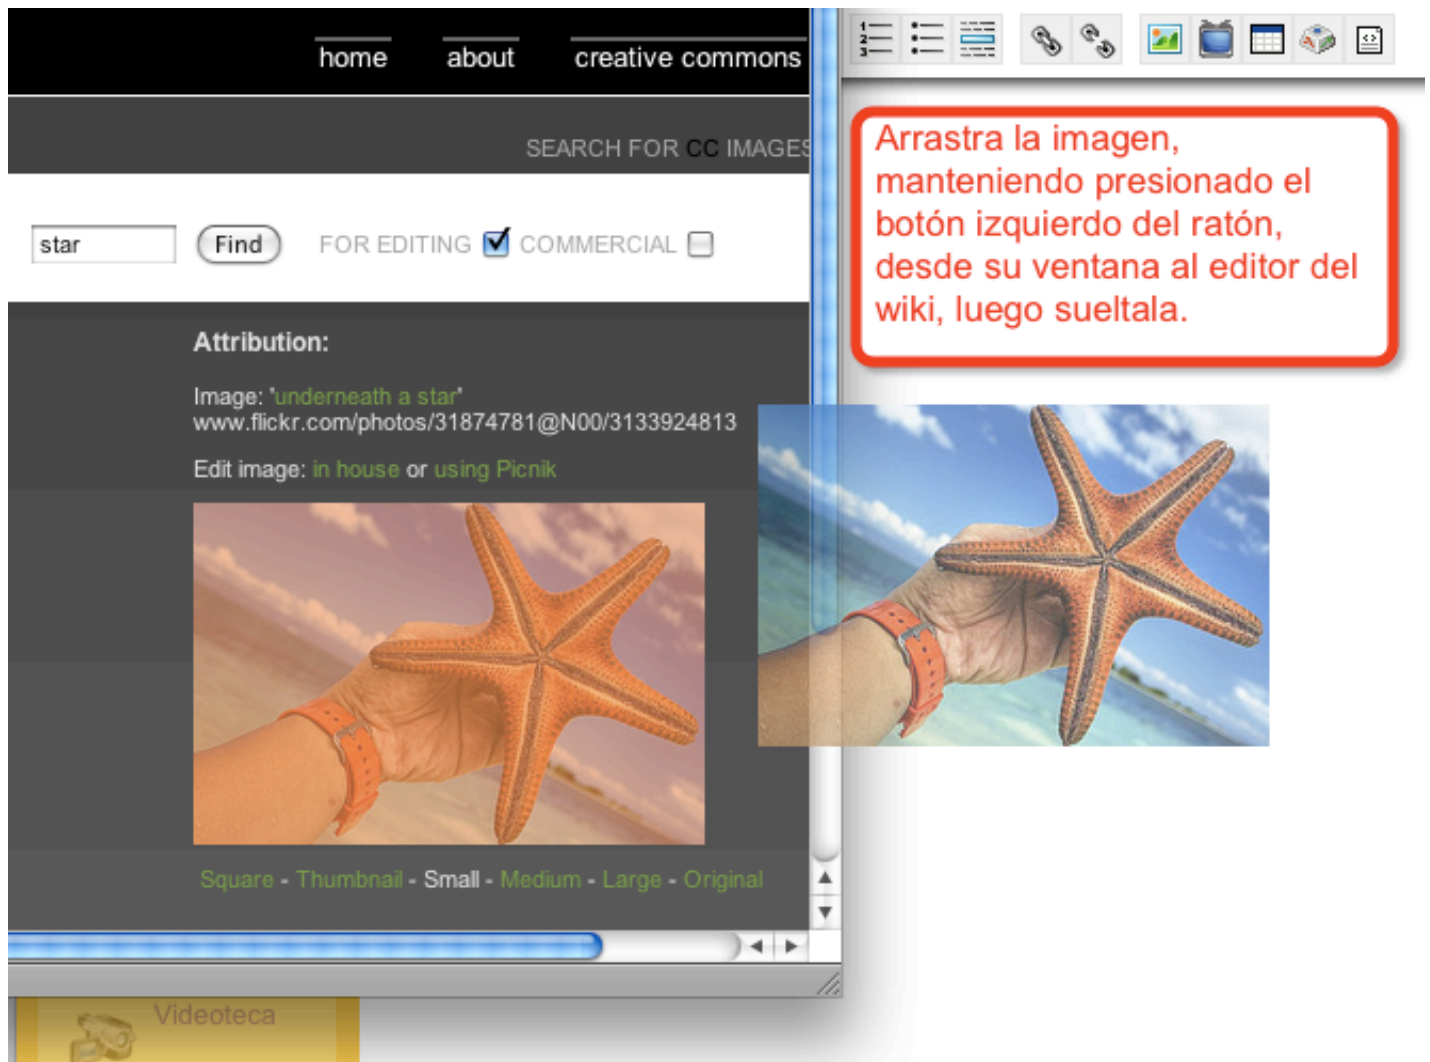 home about creative commons
SEARCH FOR CC IMAGES
star Find FOR EDITING COMMERCIAL
Arrastra la imagen,
manteniendo presionado el
botón izquierdo del ratón,
desde su ventana al editor del
wiki, luego sueltala.
Attribution:
Image: 'underneath a star'
www.flickr.com/photos/31874781@N00/3133924813
Edit image: in house or using Picnik
Square - Thumbnail - Small - Medium - Large - Original
Videoteca